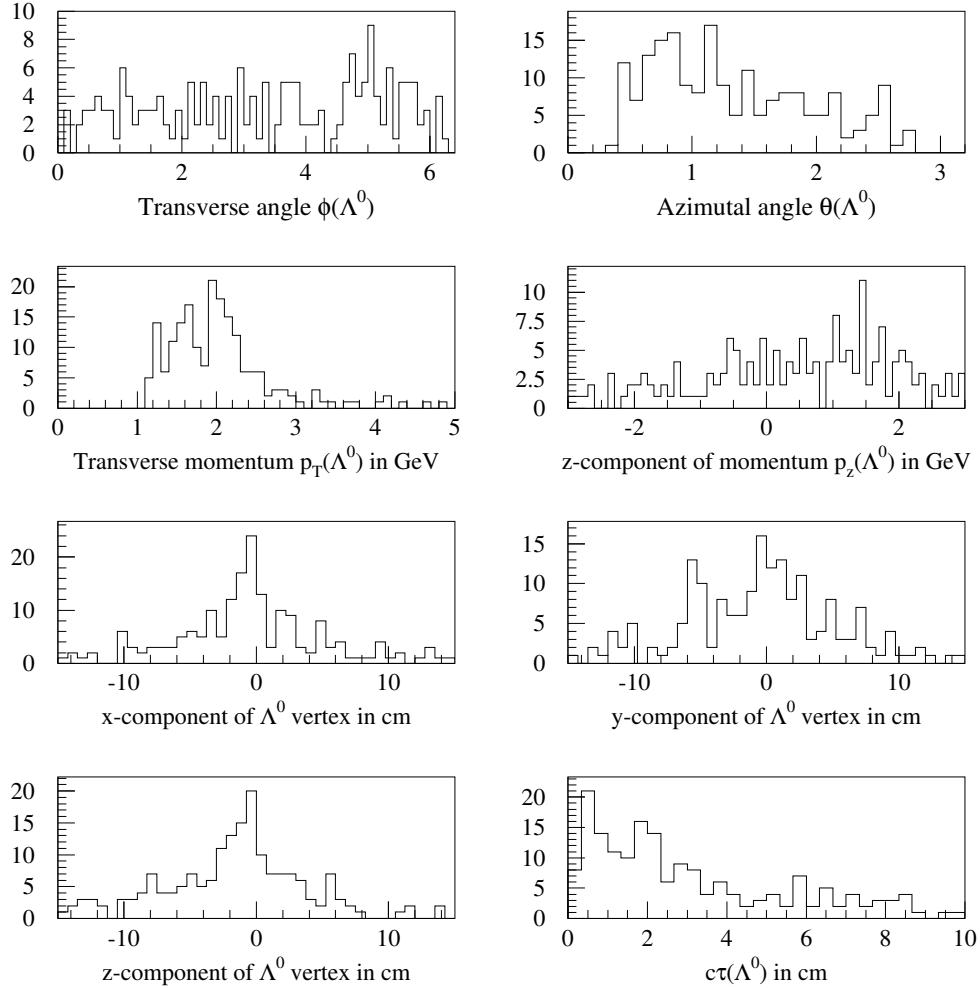 10
8
6
4
2
0
0 2 4 6
Transverse angle ϕ(Λ⁰)
15
10
5
0
0 1 2 3
Azimutal angle θ(Λ⁰)
20
15
10
5
0
0 1 2 3 4 5
Transverse momentum p_T(Λ⁰) in GeV
10
7.5
5
2.5
0
-2 0 2
z-component of momentum p_z(Λ⁰) in GeV
20
10
0
-10 0 10
x-component of Λ⁰ vertex in cm
15
10
5
0
-10 0 10
y-component of Λ⁰ vertex in cm
20
15
10
5
0
-10 0 10
z-component of Λ⁰ vertex in cm
20
15
10
5
0
0 2 4 6 8 10
cτ(Λ⁰) in cm